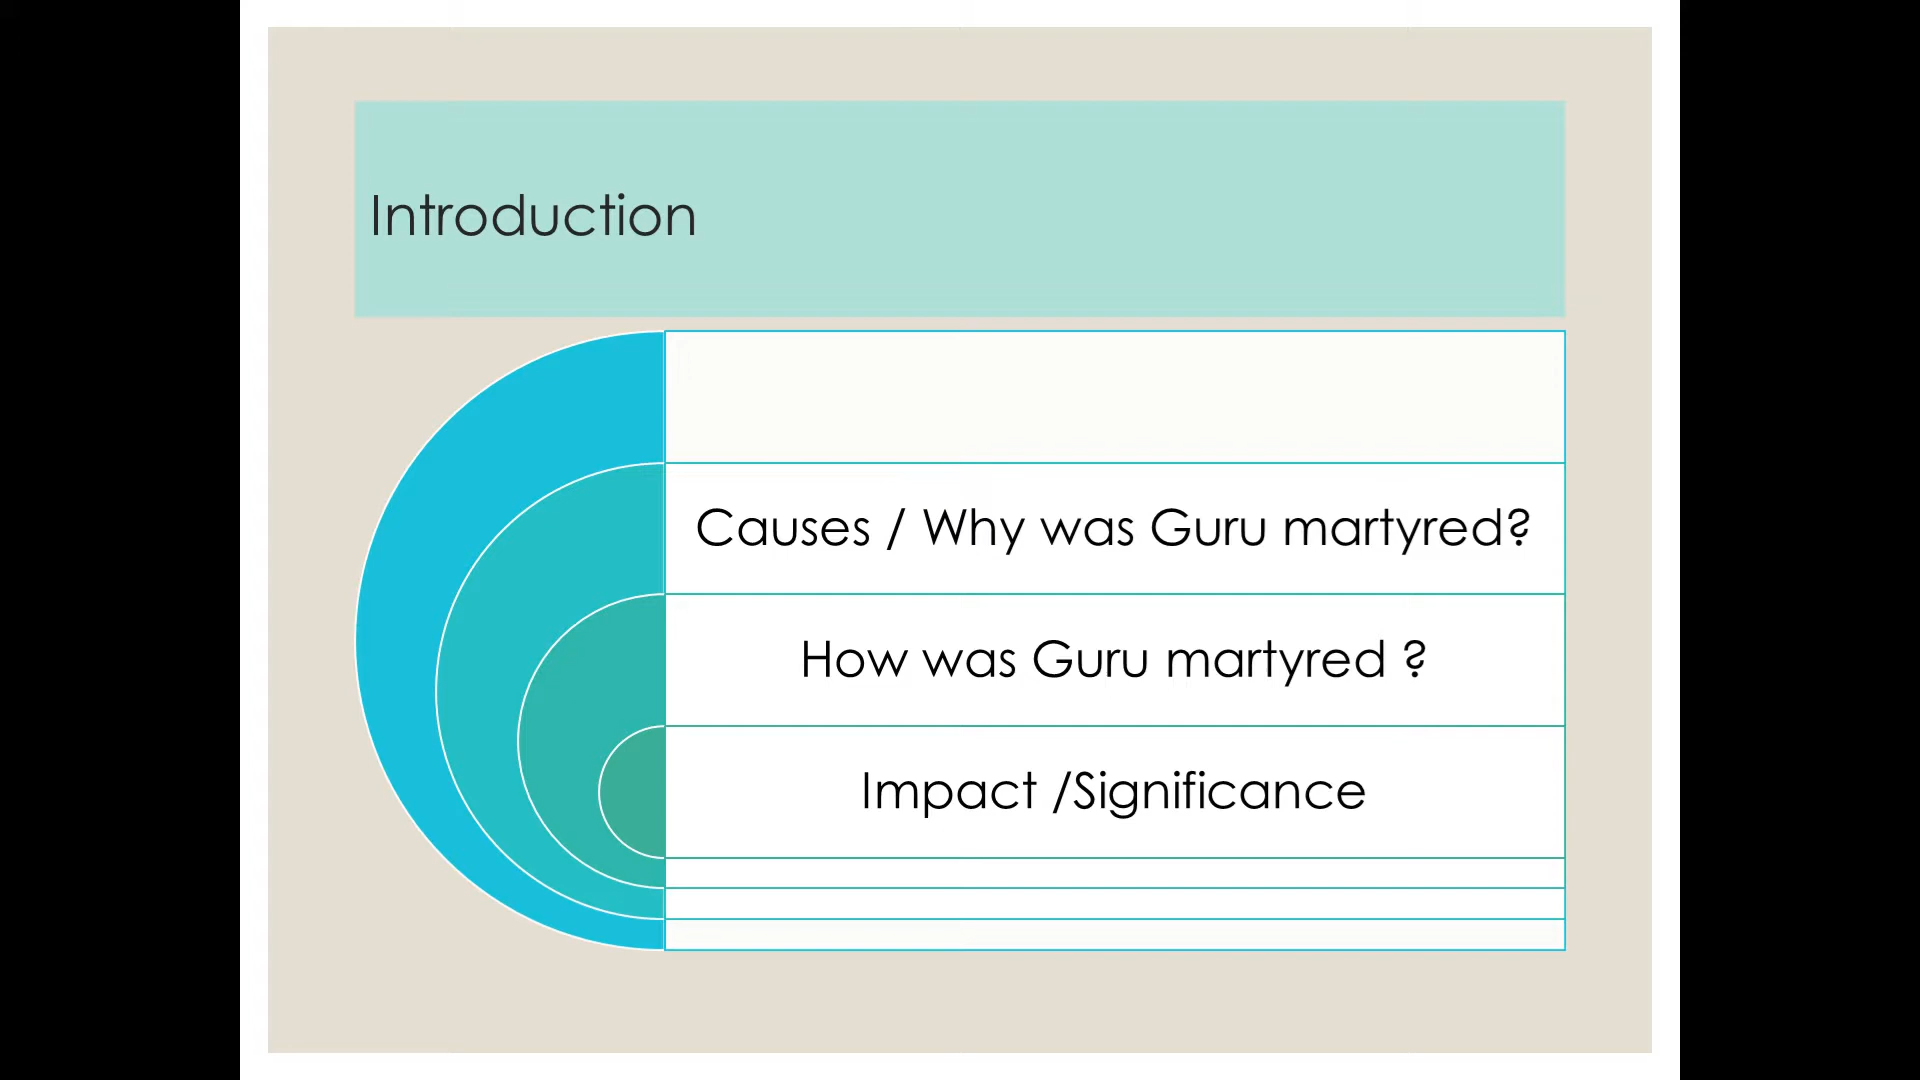 Introduction
Causes / Why was Guru martyred?
How was Guru martyred ?
Impact /Significance